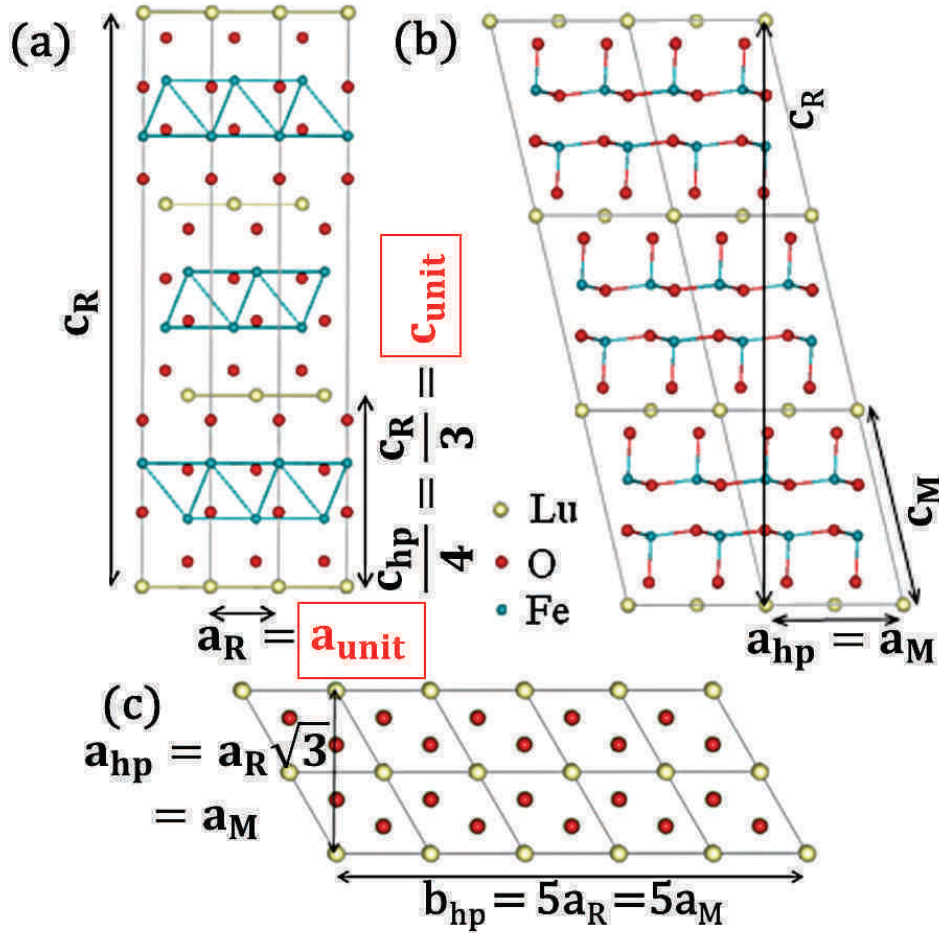 (a)
c_R
c_hp/4 = c_R/3 = c_unit
a_R = a_unit
Lu
O
Fe
(b)
c_R
c_M
a_hp = a_M
(c)
a_hp = a_R√3
= a_M
b_hp = 5a_R = 5a_M